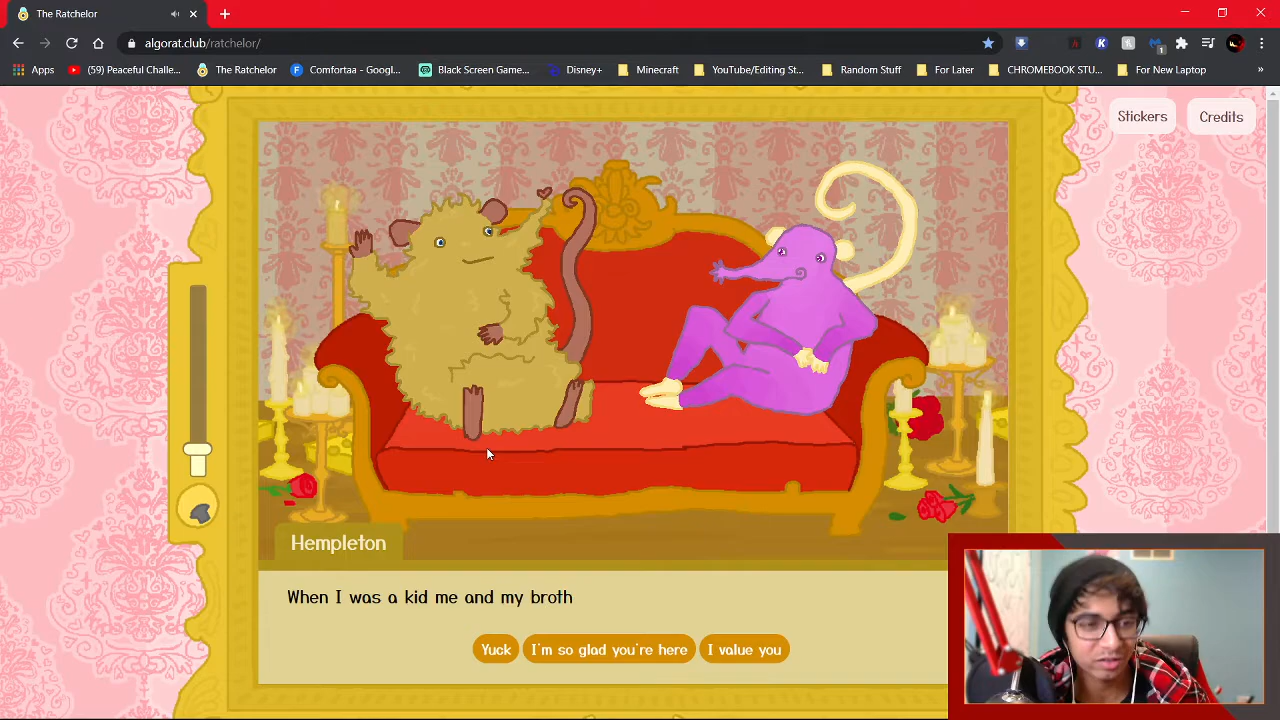 The Ratchelor
algorat.club/ratchelor/
Apps
(59) Peaceful Challe...
The Ratchelor
Comfortaa - Googl...
Black Screen Game...
Disney+
Minecraft
YouTube/Editing St...
Random Stuff
For Later
CHROMEBOOK STU...
For New Laptop
»
Stickers
Credits
Hempleton
When I was a kid me and my broth
Yuck
I'm so glad you're here
I value you